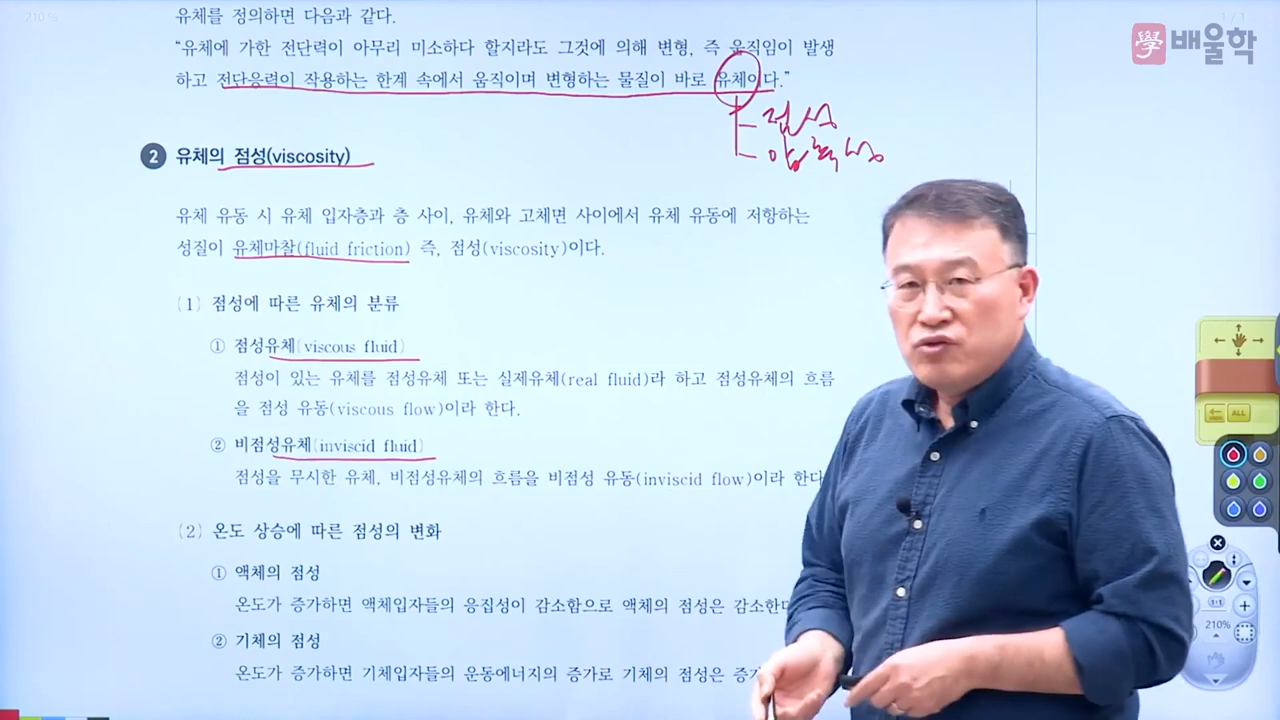 210 %
1 / 1
유체를 정의하면 다음과 같다.
學 배울학
“유체에 가한 전단력이 아무리 미소하다 할지라도 그것에 의해 변형, 즉 움직임이 발생
하고 전단응력이 작용하는 한계 속에서 움직이며 변형하는 물질이 바로 유체이다.”
점성
압축성
2 유체의 점성(viscosity)
유체 유동 시 유체 입자층과 층 사이, 유체와 고체면 사이에서 유체 유동에 저항하는
성질이 유체마찰(fluid friction) 즉, 점성(viscosity)이다.
(1) 점성에 따른 유체의 분류
① 점성유체(viscous fluid)
점성이 있는 유체를 점성유체 또는 실제유체(real fluid)라 하고 점성유체의 흐름
을 점성 유동(viscous flow)이라 한다.
② 비점성유체(inviscid fluid)
점성을 무시한 유체, 비점성유체의 흐름을 비점성 유동(inviscid flow)이라 한다
(2) 온도 상승에 따른 점성의 변화
① 액체의 점성
온도가 증가하면 액체입자들의 응집성이 감소함으로 액체의 점성은 감소한
② 기체의 점성
온도가 증가하면 기체입자들의 운동에너지의 증가로 기체의 점성은
ALL
1:1
210%